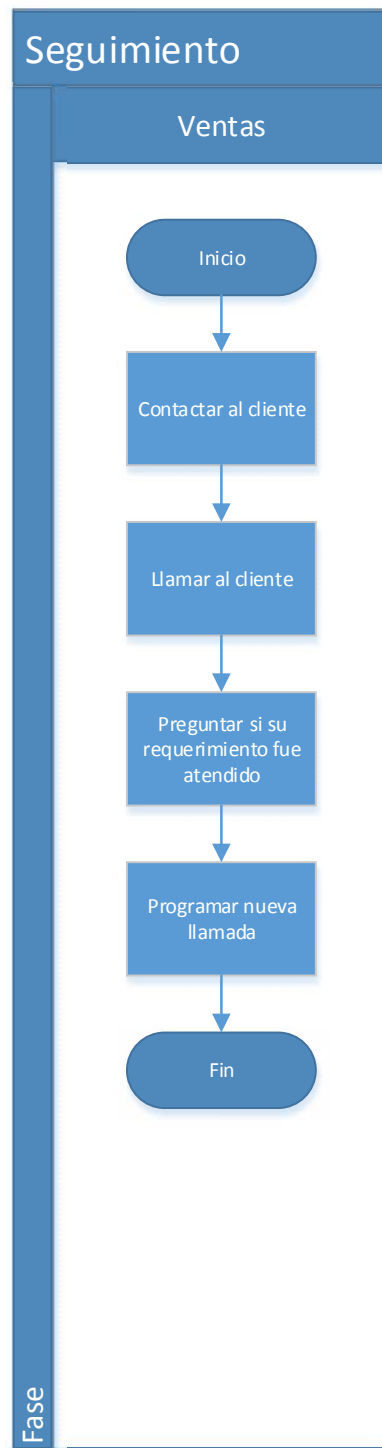 Seguimiento
Ventas
Inicio
Contactar al cliente
Llamar al cliente
Preguntar si su
requerimiento fue
atendido
Programar nueva
llamada
Fin
Fase